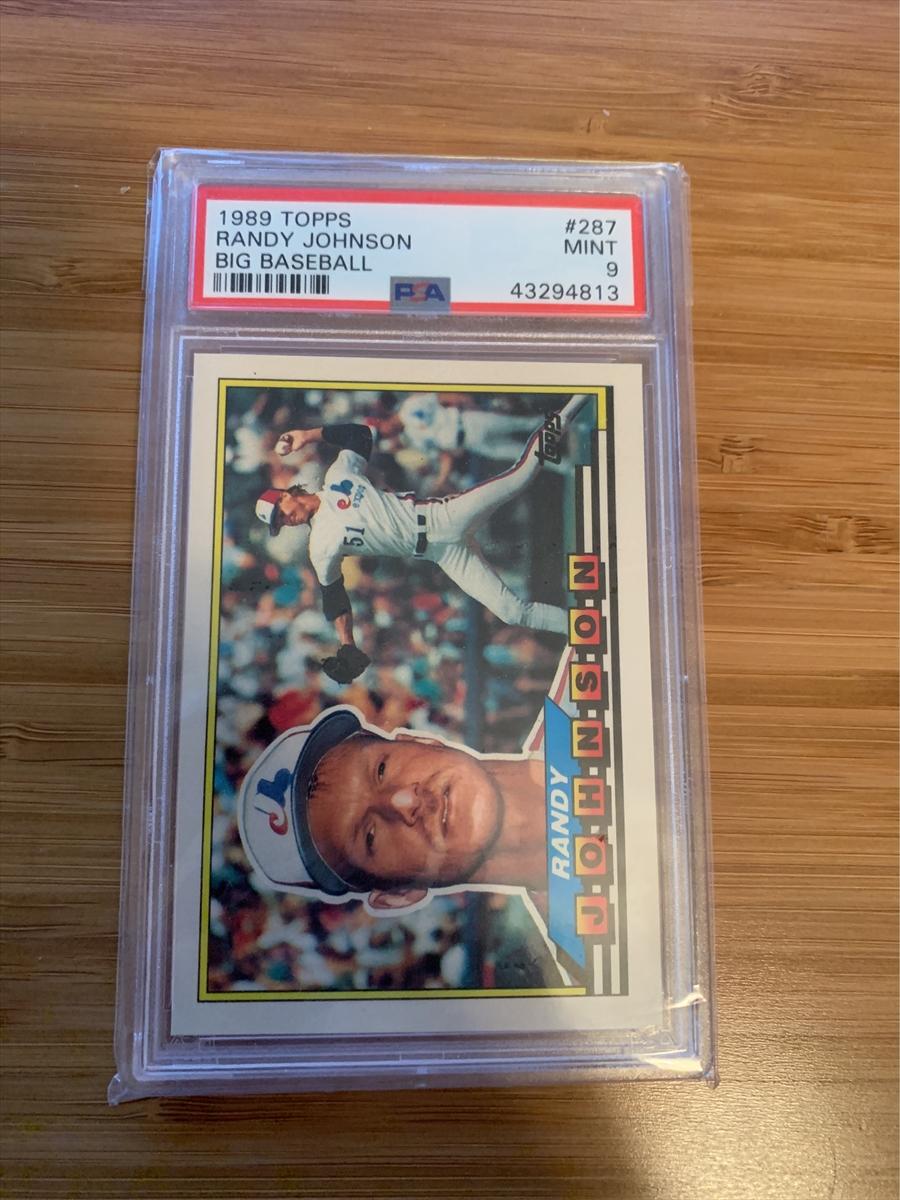 1989 TOPPS #287
RANDY JOHNSON MINT
BIG BASEBALL 9
PSA 43294813
Topps
expos
51
RANDY
JOHNSON